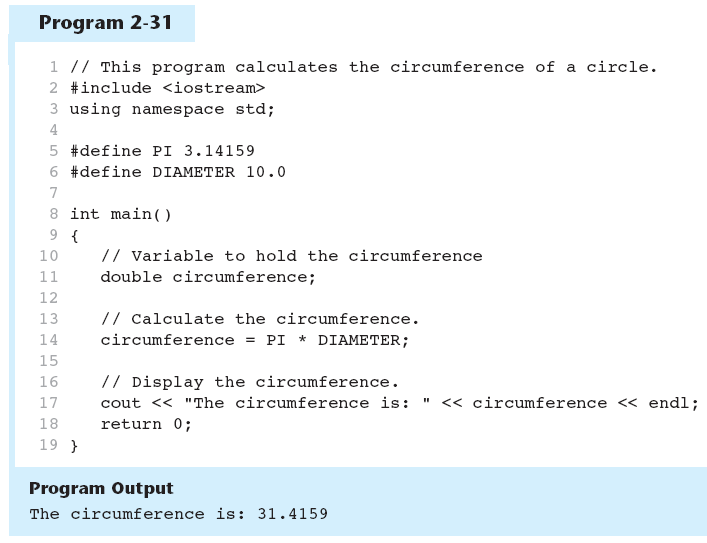 Program 2-31
1 // This program calculates the circumference of a circle.
2 #include <iostream>
3 using namespace std;
4
5 #define PI 3.14159
6 #define DIAMETER 10.0
7
8 int main()
9 {
10    // Variable to hold the circumference
11    double circumference;
12
13    // Calculate the circumference.
14    circumference = PI * DIAMETER;
15
16    // Display the circumference.
17    cout << "The circumference is: " << circumference << endl;
18    return 0;
19 }
Program Output
The circumference is: 31.4159